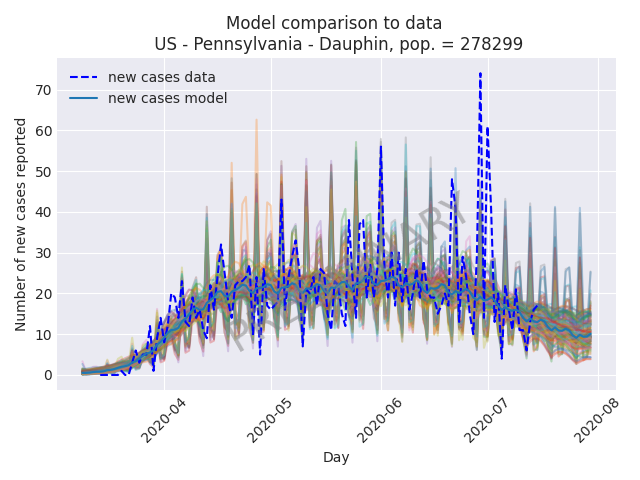 Model comparison to data
US - Pennsylvania - Dauphin, pop. = 278299
new cases data
new cases model
Number of new cases reported
70
60
50
40
30
20
10
0
2020-04
2020-05
2020-06
2020-07
2020-08
Day